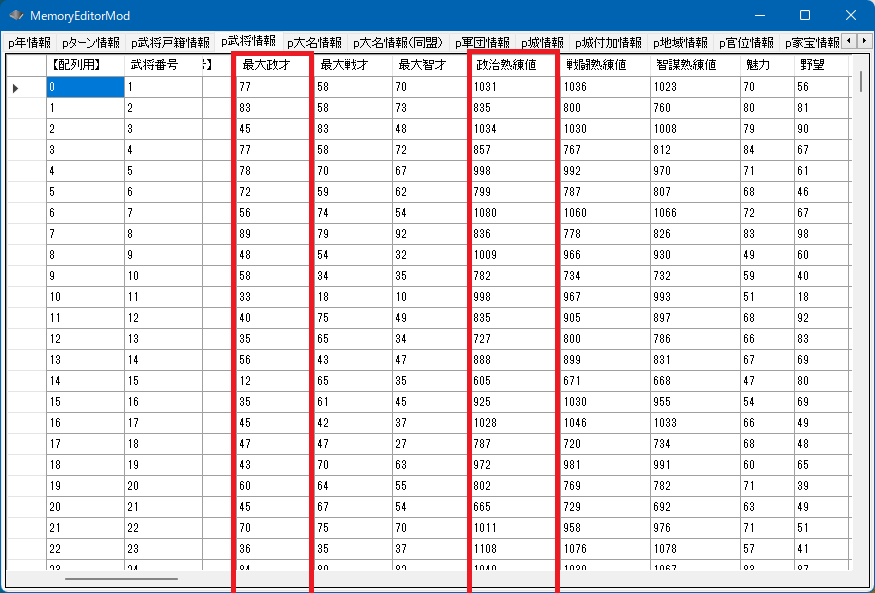 MemoryEditorMod
p年情報 pターン情報 p武将戸籍情報 p武将情報 p大名情報 p大名情報(同盟) p軍団情報 p城情報 p城付加情報 p地域情報 p官位情報 p家宝情報
【配列用】 武将番号 最大政才 最大戦才 最大智才 政治熟練値 戦闘熟練値 智謀熟練値 魅力 野望
0 1 77 58 70 1031 1036 1023 70 56
1 2 83 58 73 835 800 760 80 81
2 3 45 83 48 1034 1030 1008 79 90
3 4 77 58 72 857 767 812 84 67
4 5 78 70 67 998 992 970 71 61
5 6 72 59 62 799 787 807 68 46
6 7 56 74 54 1080 1060 1066 72 67
7 8 89 79 92 836 778 826 83 98
8 9 48 54 32 1009 966 930 49 60
9 10 58 34 35 782 734 732 59 40
10 11 33 18 10 998 967 993 51 18
11 12 40 75 49 835 905 897 68 92
12 13 35 65 34 727 800 786 66 83
13 14 56 43 47 888 899 831 67 69
14 15 12 65 35 605 671 668 47 80
15 16 35 61 45 925 1030 955 54 69
16 17 45 42 37 1028 1046 1033 66 49
17 18 47 47 27 787 720 734 68 48
18 19 43 70 63 972 981 991 60 65
19 20 60 64 55 802 769 782 71 39
20 21 45 67 54 665 729 692 63 49
21 22 70 75 70 1011 958 976 71 51
22 23 36 35 37 1108 1076 1078 57 41